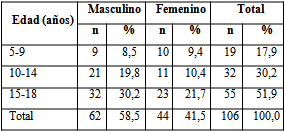 Edad (años) Masculino Femenino Total
n % n % n %
5-9 9 8,5 10 9,4 19 17,9
10-14 21 19,8 11 10,4 32 30,2
15-18 32 30,2 23 21,7 55 51,9
Total 62 58,5 44 41,5 106 100,0